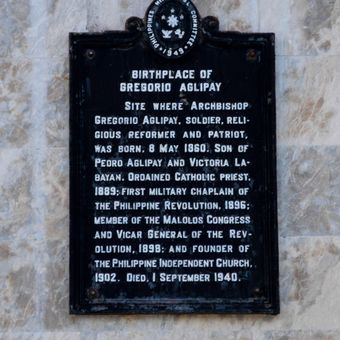 BIRTHPLACE OF
GREGORIO AGLIPAY
SITE WHERE ARCHBISHOP
GREGORIO AGLIPAY, SOLDIER, RELI-
GIOUS REFORMER AND PATRIOT,
WAS BORN, 8 MAY 1860. SON OF
PEDRO AGLIPAY AND VICTORIA LA-
BAYAN. ORDAINED CATHOLIC PRIEST,
1889; FIRST MILITARY CHAPLAIN OF
THE PHILIPPINE REVOLUTION, 1896;
MEMBER OF THE MALOLOS CONGRESS
AND VICAR GENERAL OF THE REV-
OLUTION, 1898; AND FOUNDER OF
THE PHILIPPINE INDEPENDENT CHURCH,
1902. DIED, 1 SEPTEMBER 1940.